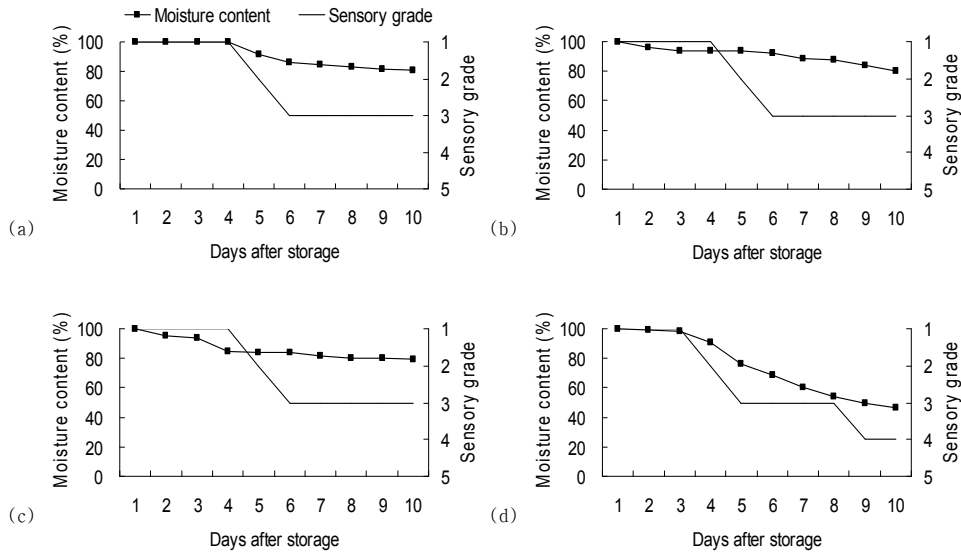 Moisture content Sensory grade
100 80 60 40 20 0
Moisture content (%)
1 2 3 4 5
Sensory grade
1 2 3 4 5 6 7 8 9 10
Days after storage
(a)
100 80 60 40 20 0
Moisture content (%)
1 2 3 4 5
Sensory grade
1 2 3 4 5 6 7 8 9 10
Days after storage
(b)
100 80 60 40 20 0
Moisture content (%)
1 2 3 4 5
Sensory grade
1 2 3 4 5 6 7 8 9 10
Days after storage
(c)
100 80 60 40 20 0
Moisture content (%)
1 2 3 4 5
Sensory grade
1 2 3 4 5 6 7 8 9 10
Days after storage
(d)